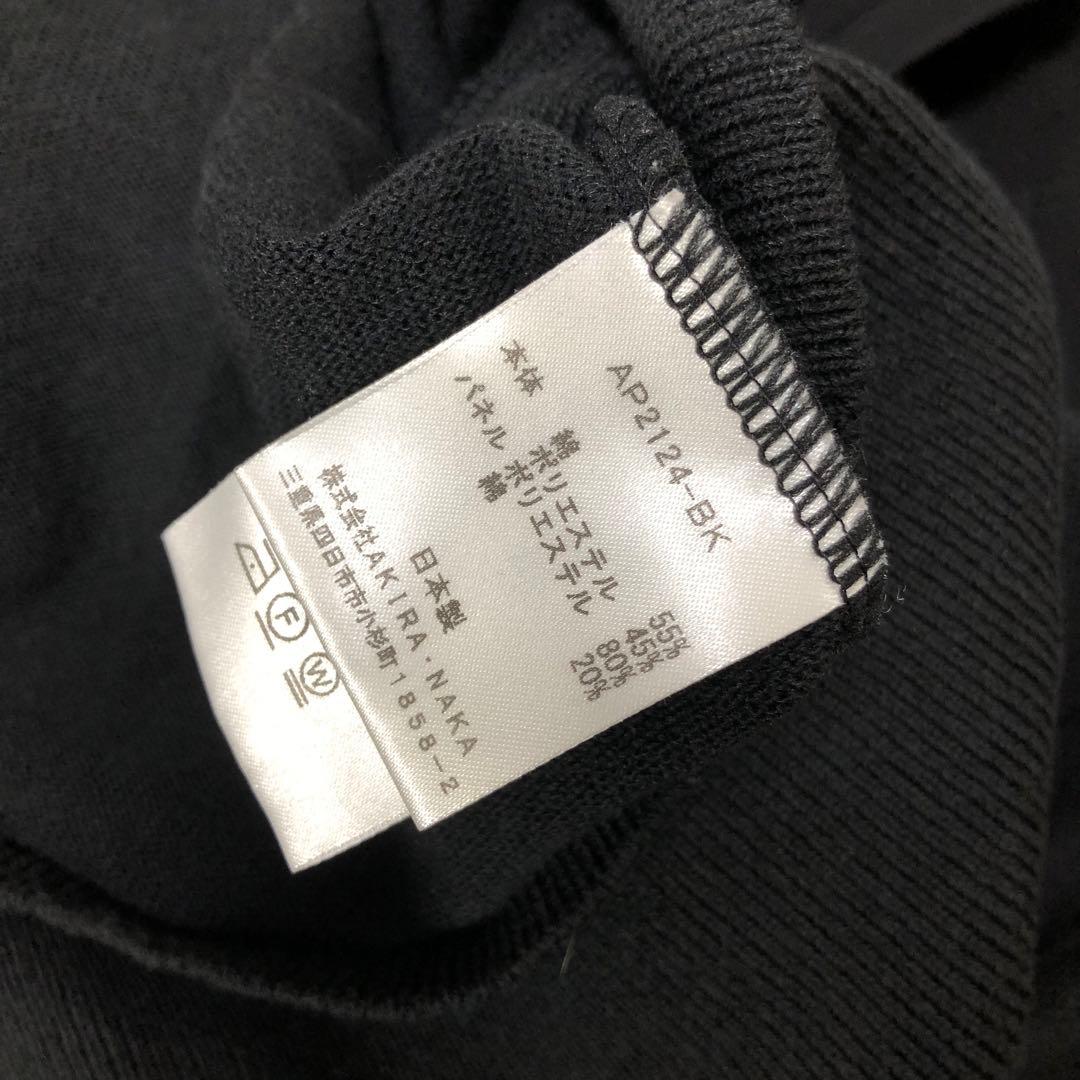 AP2124-BK
本体 綿 55%
ポリエステル 45%
パネル ポリエステル 80%
綿 20%
日本製
株式会社AKIRA・NAKA
三重県四日市市小杉町1858-2
F W